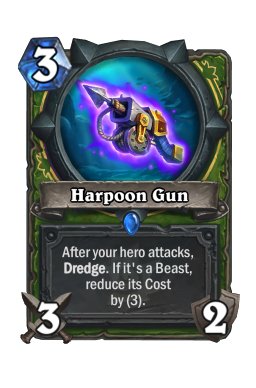 3
Harpoon Gun
After your hero attacks,
Dredge. If it's a Beast,
reduce its Cost
by (3).
3 2